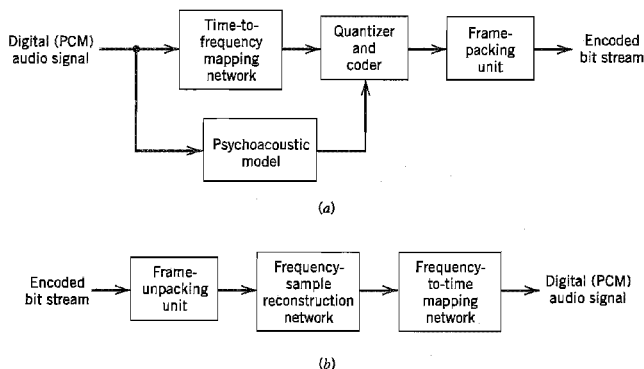 Digital (PCM)
audio signal
Time-to-
frequency
mapping
network
Quantizer
and
coder
Frame-
packing
unit
Encoded
bit stream
Psychoacoustic
model
(a)
Encoded
bit stream
Frame-
unpacking
unit
Frequency-
sample
reconstruction
network
Frequency-
to-time
mapping
network
Digital (PCM)
audio signal
(b)